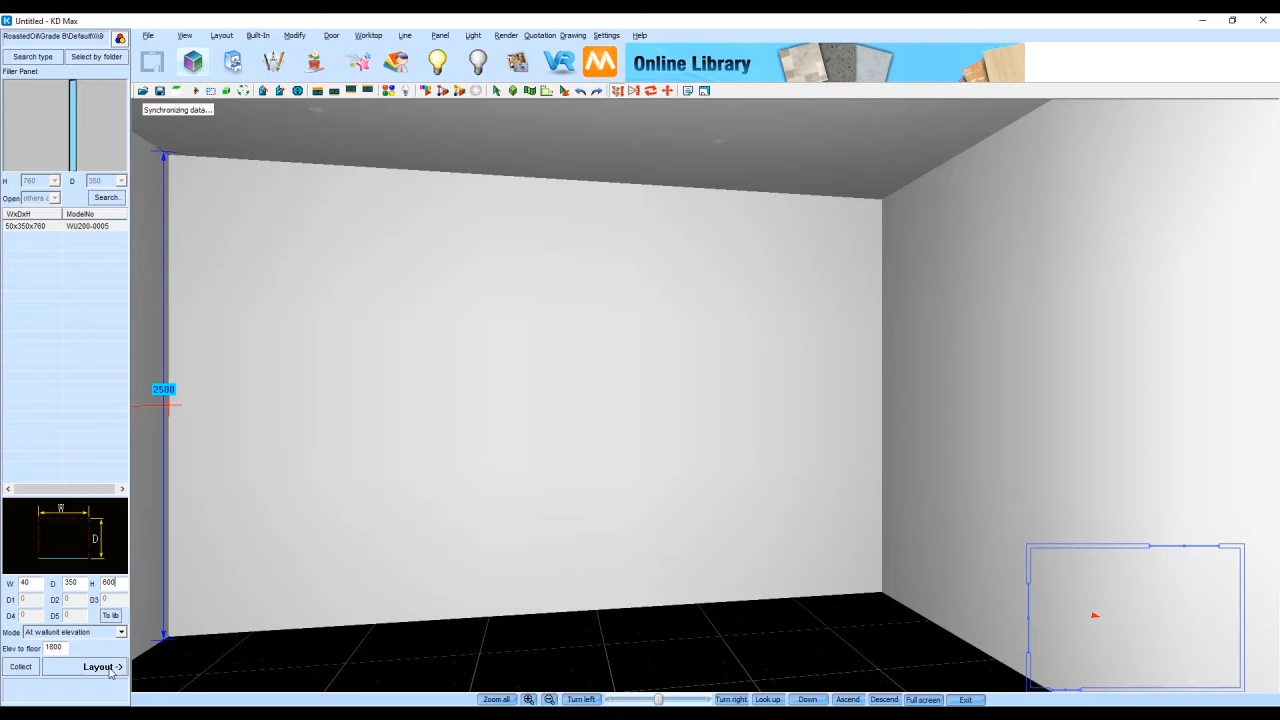 Untitled - KD Max
RoastedOil\Grade B\Default\\\\9
File View Layout Built-In Modify Door Worktop Line Panel Light Render Quotation Drawing Settings Help
Search type Select by folder
VR Online Library
Filler Panel:
Synchronizing data...
H 760 D 350
Open others c Search..
WxDxH ModelNo
50x350x760 WU200-0005
2500
W
D
W 40 D 350 H 600
D1 0 D2 0 D3 0
D4 0 D5 0 To lib
Mode At wallunit elevation
Elev to floor 1800
Collect Layout ->
Zoom all Turn left Turn right Look up Down Ascend Descend Full screen Exit